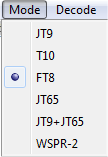 Mode Decode
JT9
T10
FT8
JT65
JT9+JT65
WSPR-2